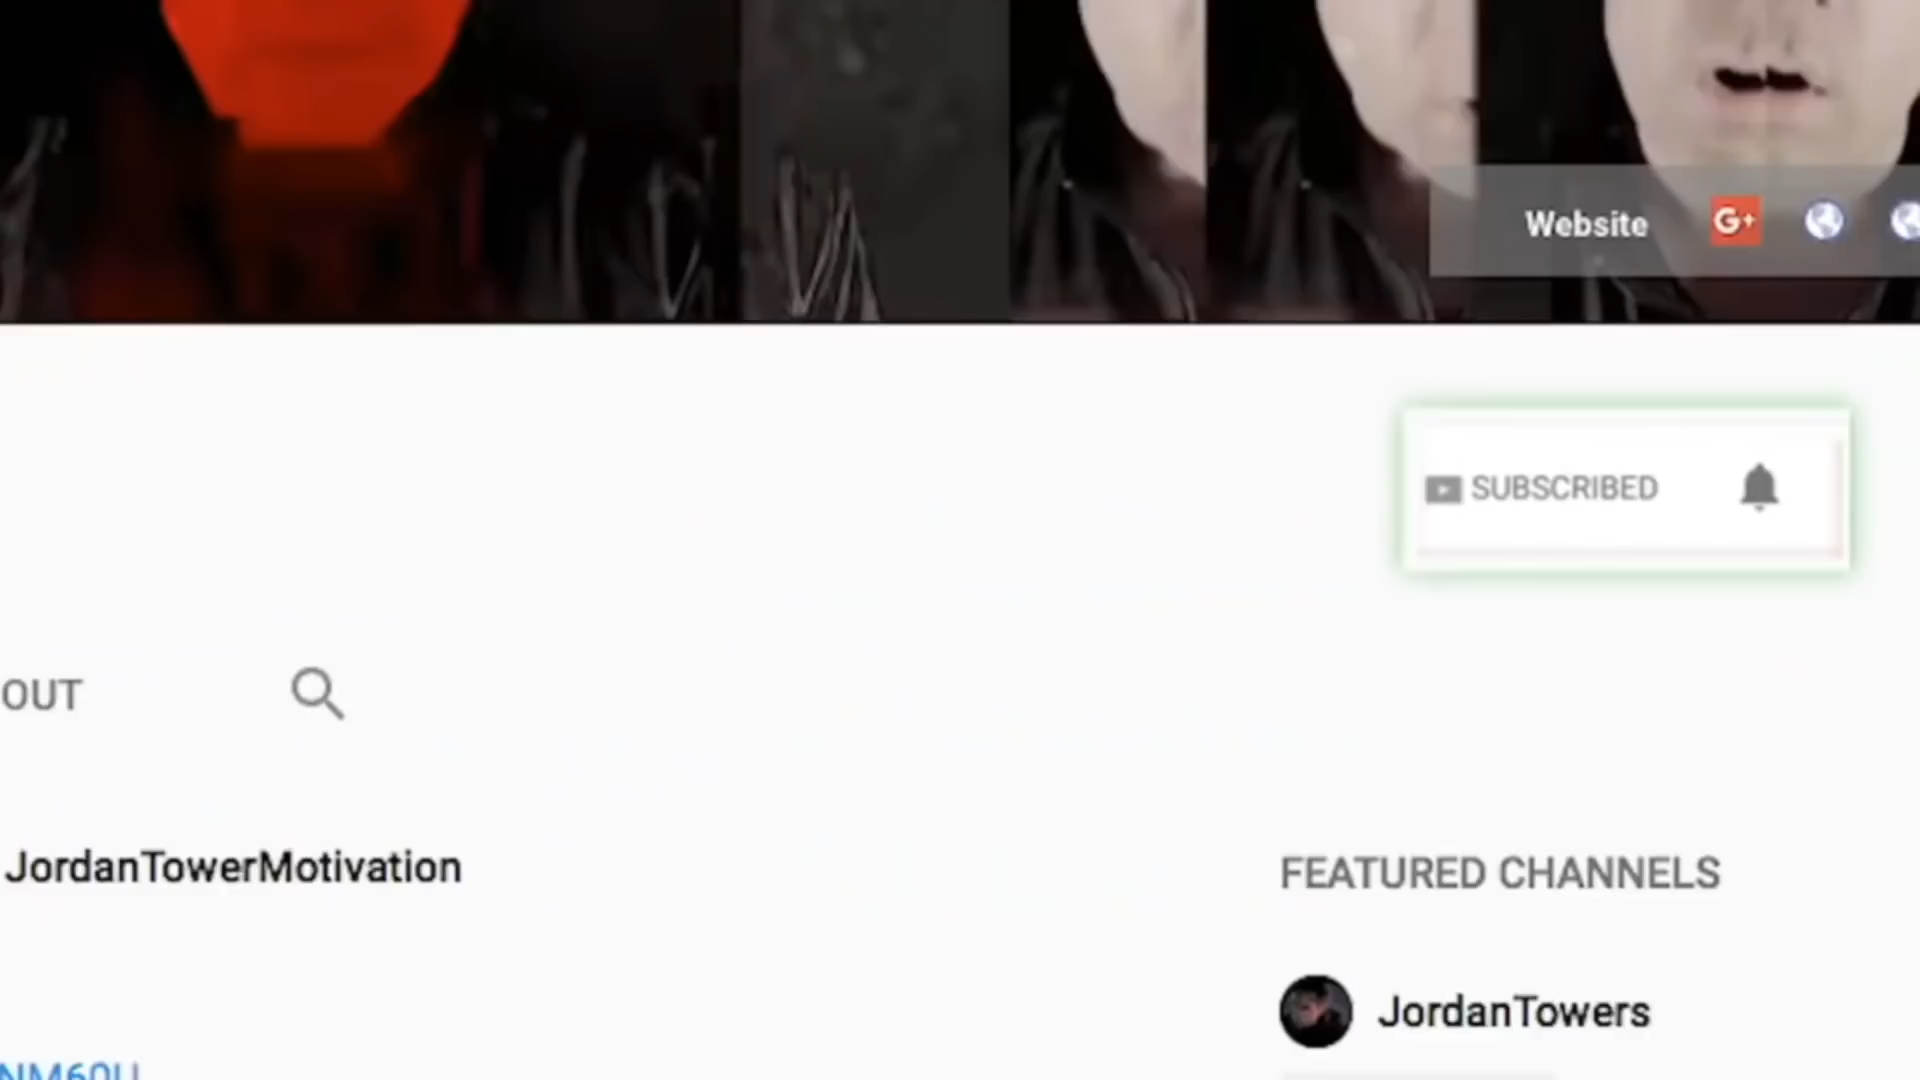 Website G+
SUBSCRIBED
OUT
JordanTowerMotivation
FEATURED CHANNELS
JordanTowers